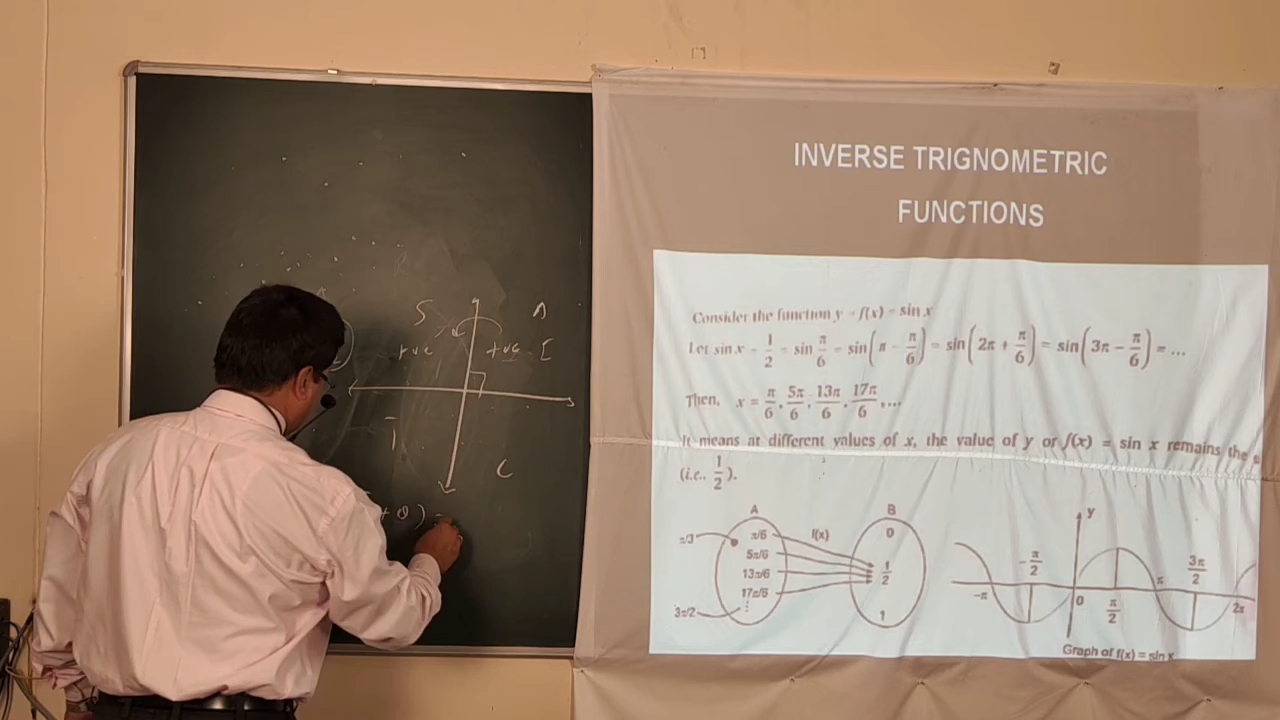 S
A
+ve
+ve
T
C
+ θ) =
INVERSE TRIGNOMETRIC
FUNCTIONS
Consider the function y = f(x) = sin x
Let sin x = 1/2 = sin π/6 = sin(π − π/6) = sin(2π + π/6) = sin(3π − π/6) = ...
Then, x = π/6, 5π/6, 13π/6, 17π/6, ...
It means at different values of x, the value of y or f(x) = sin x remains the
(i.e., 1/2).
A
B
π/3
π/6
f(x)
0
5π/6
1/2
13π/6
17π/6
3π/2
⋮
1
y
−π
−π/2
0
π/2
π
3π/2
2π
Graph of f(x) = sin x